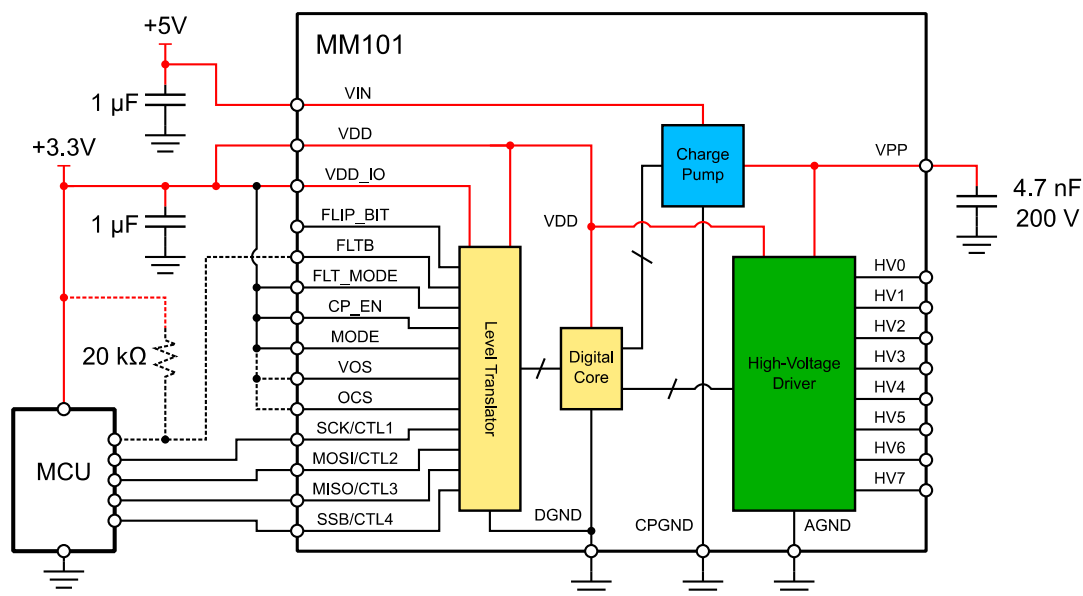 +5V
MM101
1 µF
VIN
+3.3V
VDD
Charge
Pump
VPP
VDD_IO
4.7 nF
200 V
1 µF
FLIP_BIT
VDD
FLTB
HV0
FLT_MODE
HV1
CP_EN
HV2
20 kΩ
MODE
Level Translator
Digital
Core
High-Voltage
Driver
HV3
VOS
HV4
OCS
HV5
SCK/CTL1
HV6
MCU
MOSI/CTL2
HV7
MISO/CTL3
SSB/CTL4
DGND
CPGND
AGND